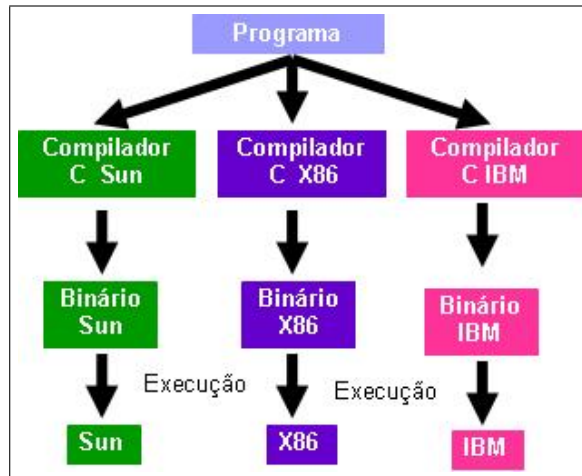 Programa
Compilador
C Sun
Compilador
C X86
Compilador
C IBM
Binário
Sun
Binário
X86
Binário
IBM
Execução
Execução
Sun
X86
IBM